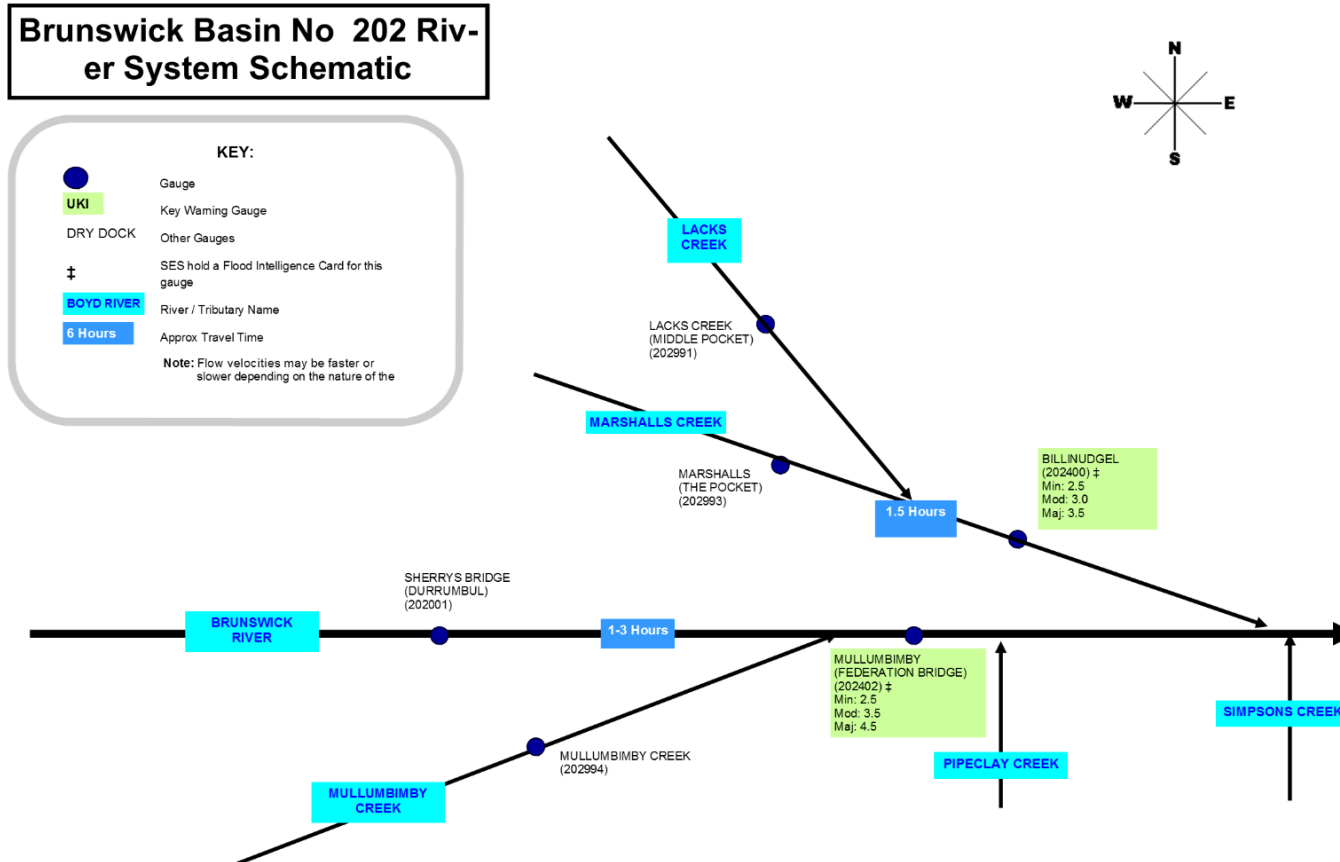 Brunswick Basin No  202 Riv-
er System Schematic
KEY:
Gauge
UKI
Key Warning Gauge
DRY DOCK
Other Gauges
‡
SES hold a Flood Intelligence Card for this
gauge
BOYD RIVER
River / Tributary Name
6 Hours
Approx Travel Time
Note: Flow velocities may be faster or
slower depending on the nature of the
N
W
E
S
LACKS
CREEK
LACKS CREEK
(MIDDLE POCKET)
(202991)
MARSHALLS CREEK
MARSHALLS
(THE POCKET)
(202993)
1.5 Hours
BILLINUDGEL
(202400) ‡
Min: 2.5
Mod: 3.0
Maj: 3.5
SHERRYS BRIDGE
(DURRUMBUL)
(202001)
BRUNSWICK
RIVER
1-3 Hours
MULLUMBIMBY
(FEDERATION BRIDGE)
(202402) ‡
Min: 2.5
Mod: 3.5
Maj: 4.5
SIMPSONS CREEK
MULLUMBIMBY CREEK
(202994)
PIPECLAY CREEK
MULLUMBIMBY
CREEK